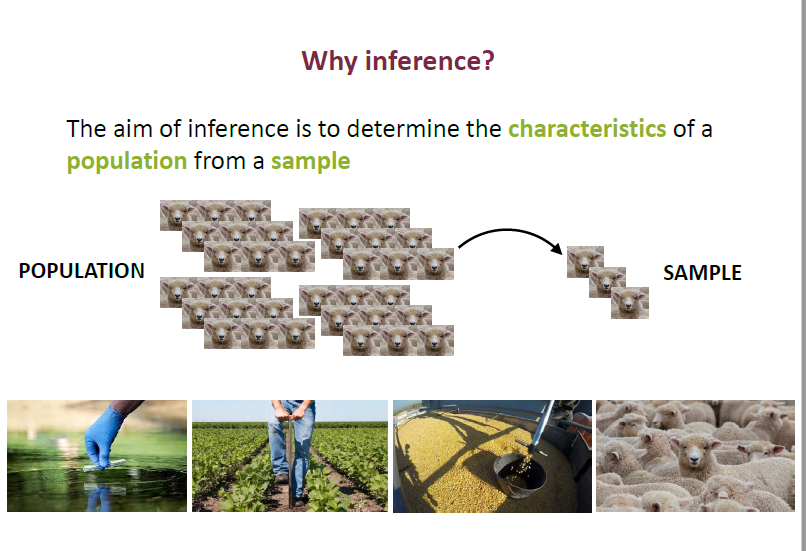 Why inference?
The aim of inference is to determine the characteristics of a
population from a sample
POPULATION
SAMPLE